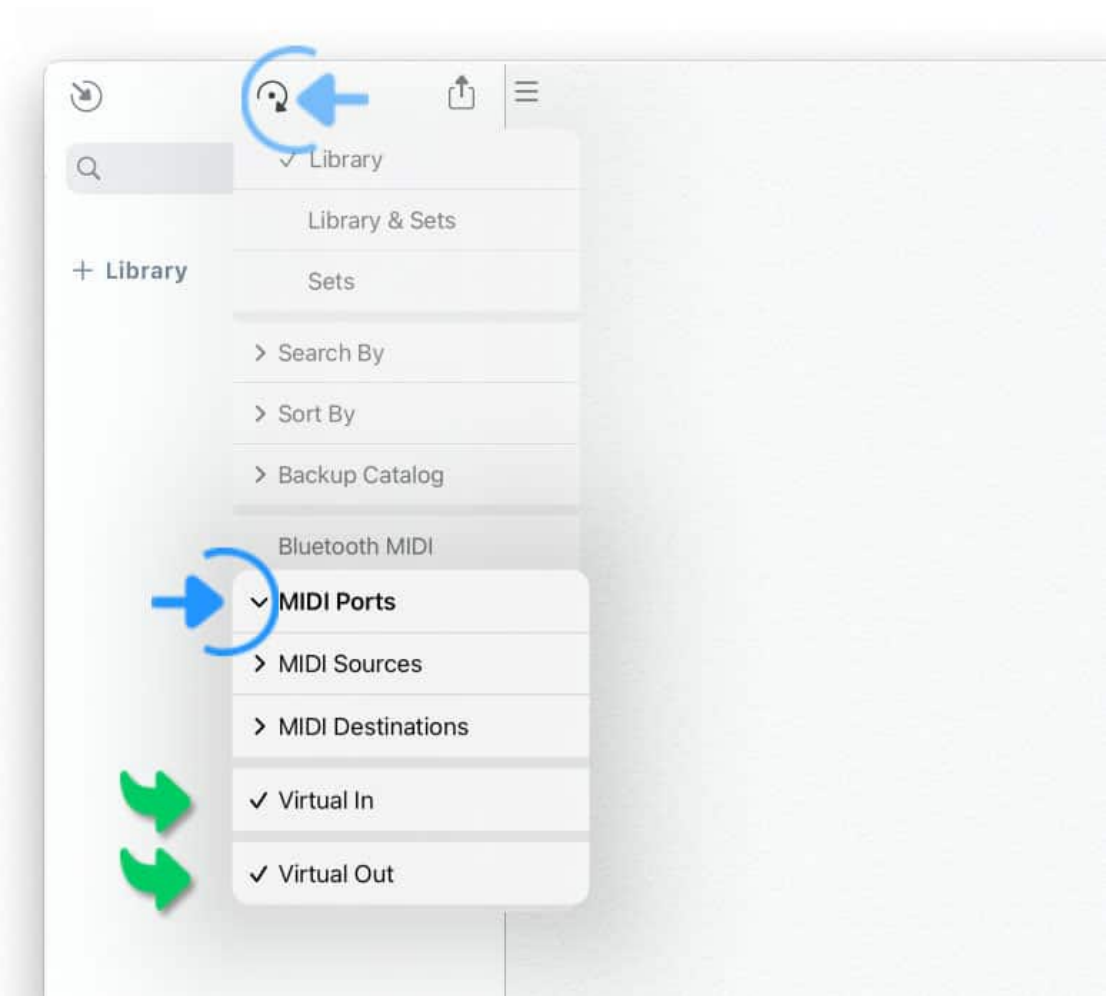 Library
Library & Sets
+ Library
Sets
Search By
Sort By
Backup Catalog
Bluetooth MIDI
MIDI Ports
MIDI Sources
MIDI Destinations
Virtual In
Virtual Out